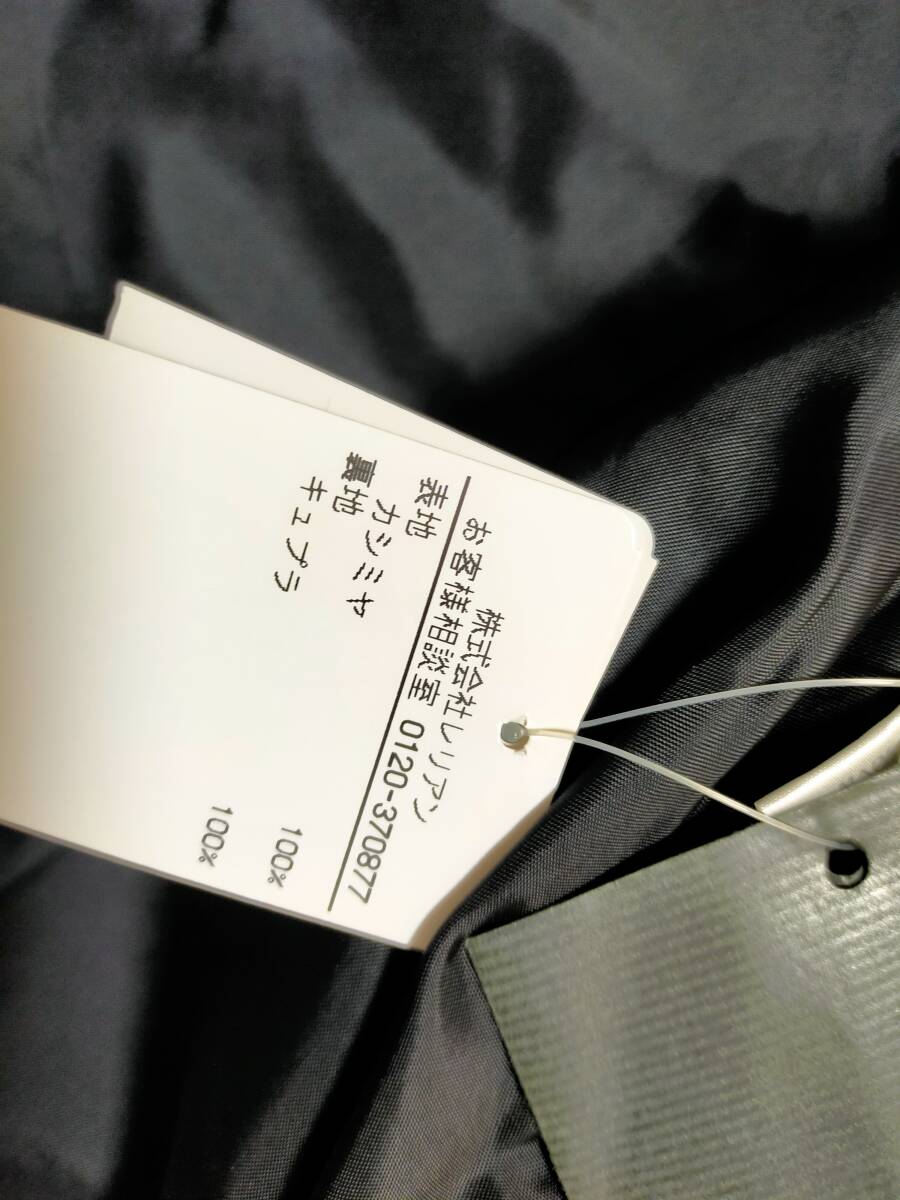 株式会社レリアン
お客様相談室 0120-370877
表地
カシミヤ 100%
裏地
キュプラ 100%